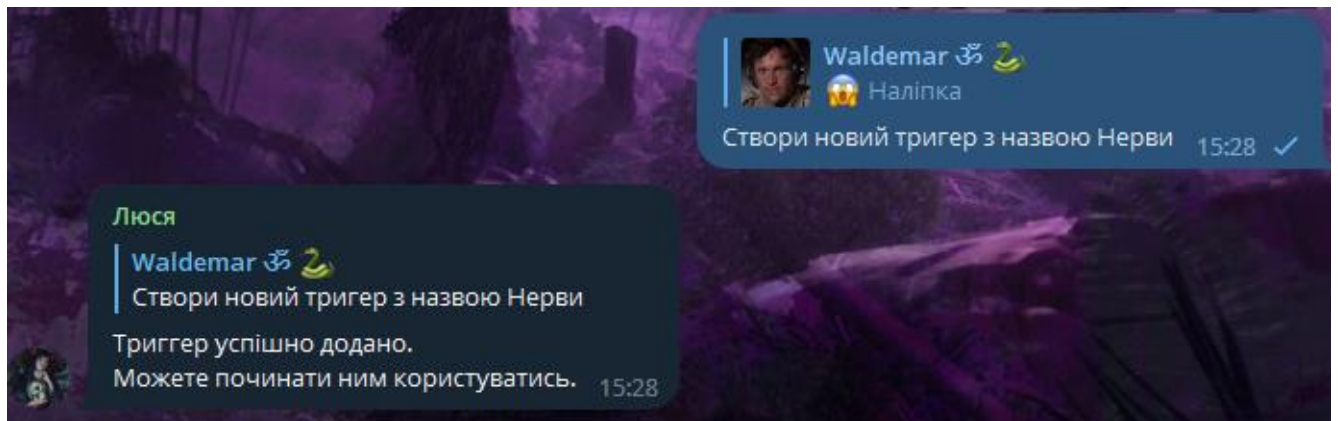 Waldemar ૐ 🐍
😱 Наліпка
Створи новий тригер з назвою Нерви 15:28
Люся
Waldemar ૐ 🐍
Створи новий тригер з назвою Нерви
Триггер успішно додано.
Можете починати ним користуватись. 15:28